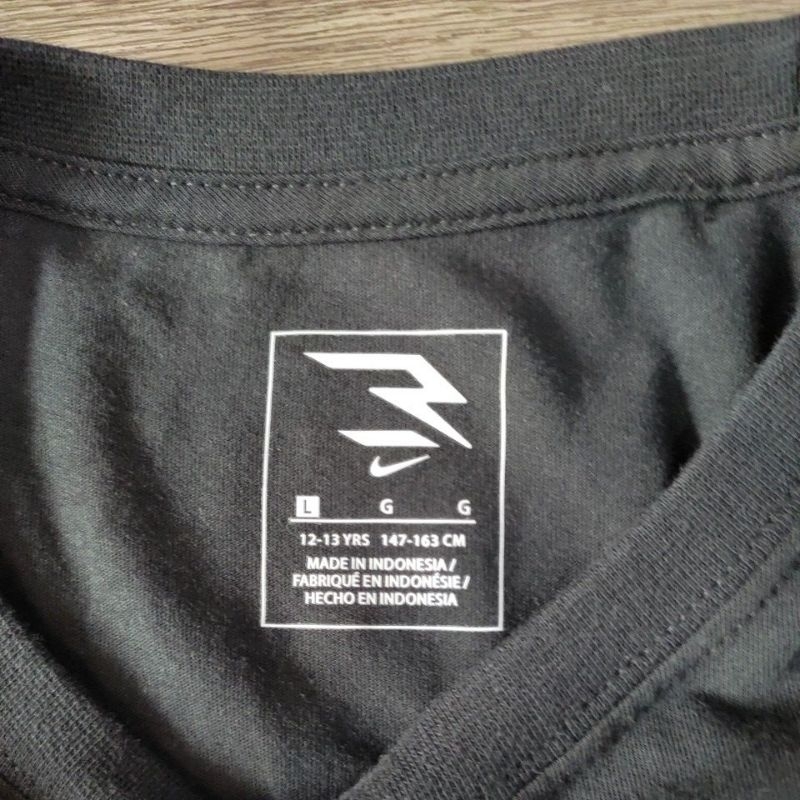 L G G
12-13 YRS 147-163 CM
MADE IN INDONESIA /
FABRIQUÉ EN INDONÉSIE /
HECHO EN INDONESIA